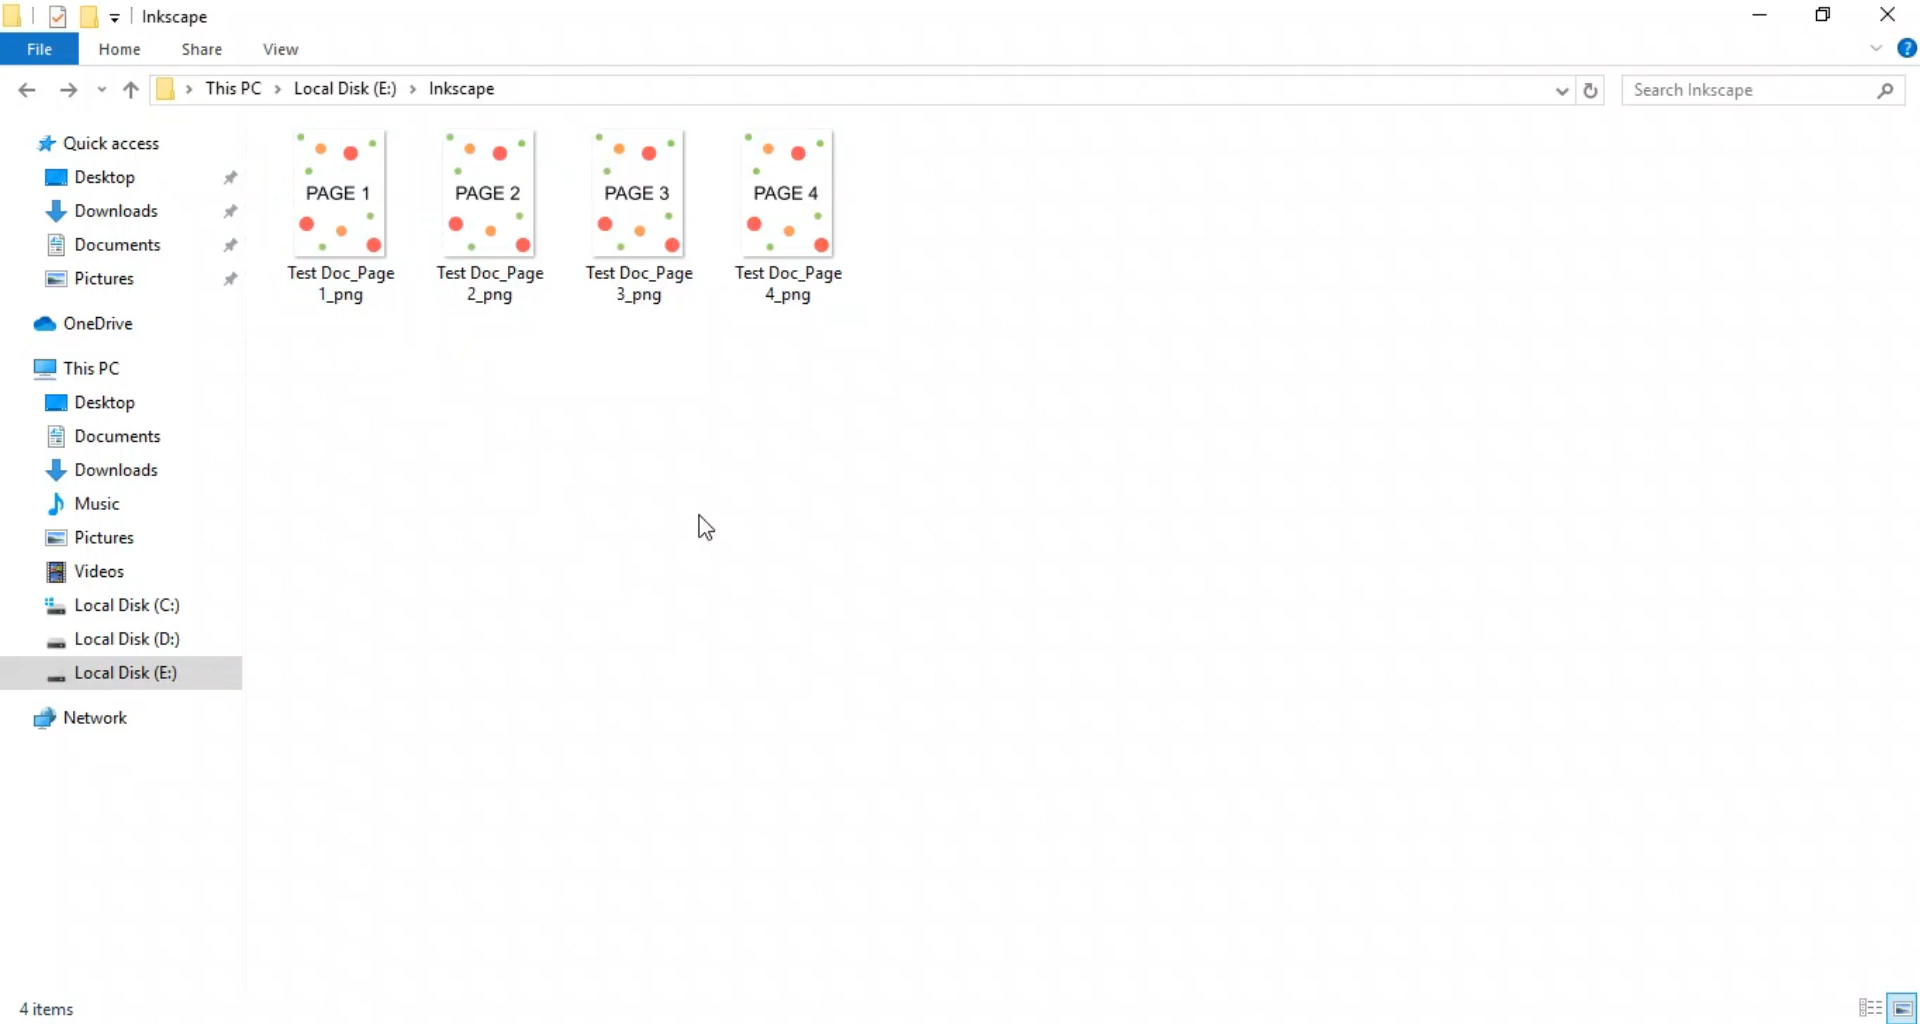 Inkscape
File Home Share View
This PC Local Disk (E:) Inkscape
Search Inkscape
Quick access
Desktop
Downloads
Documents
Pictures
OneDrive
This PC
Desktop
Documents
Downloads
Music
Pictures
Videos
Local Disk (C:)
Local Disk (D:)
Local Disk (E:)
Network
PAGE 1
Test Doc_Page
1_png
PAGE 2
Test Doc_Page
2_png
PAGE 3
Test Doc_Page
3_png
PAGE 4
Test Doc_Page
4_png
4 items